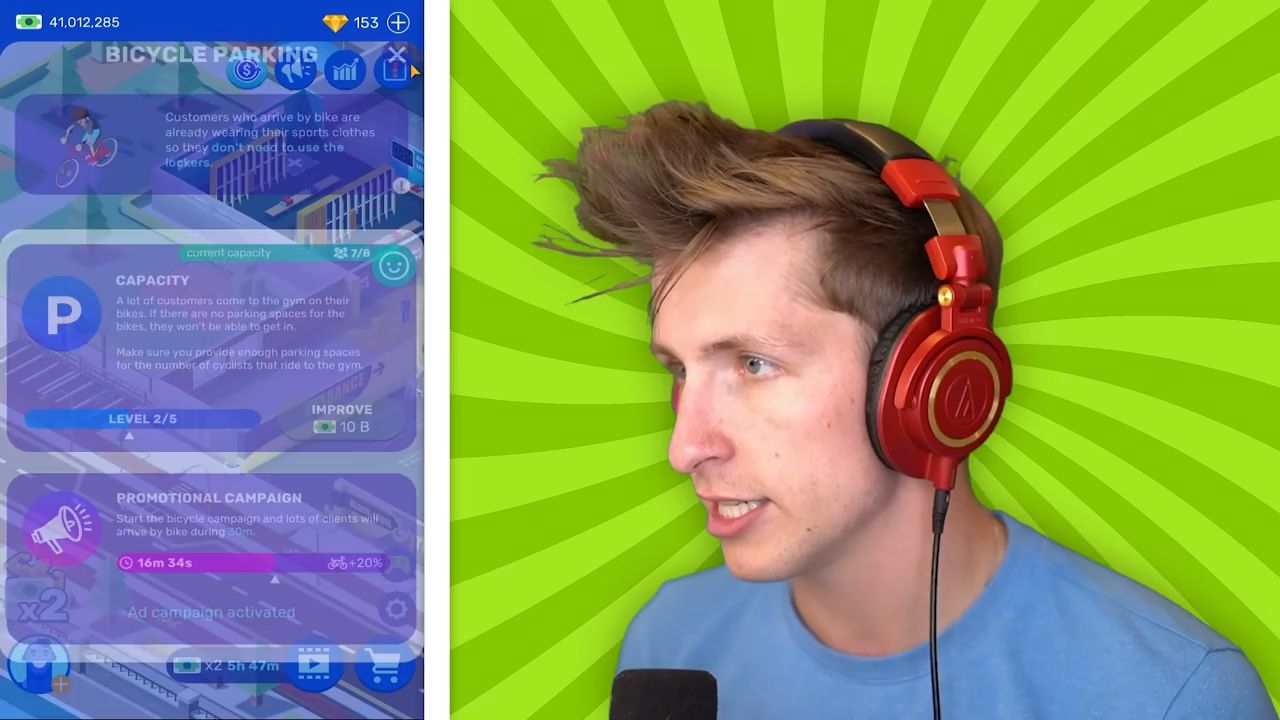 41,012,285
153
BICYCLE PARKING
Customers who arrive by bike are
already wearing their sports clothes
so they don't need to use the
lockers.
current capacity
7/8
CAPACITY
A lot of customers come to the gym on their
bikes. If there are no parking spaces for the
bikes, they won't be able to get in.
Make sure you provide enough parking spaces
for the number of cyclists that ride to the gym.
P
ENTRANCE
LEVEL 2/5
IMPROVE
10 B
PROMOTIONAL CAMPAIGN
Start the bicycle campaign and lots of clients will
arrive by bike during 30m.
16m 34s
+20%
x2
Ad campaign activated
x2 5h 47m